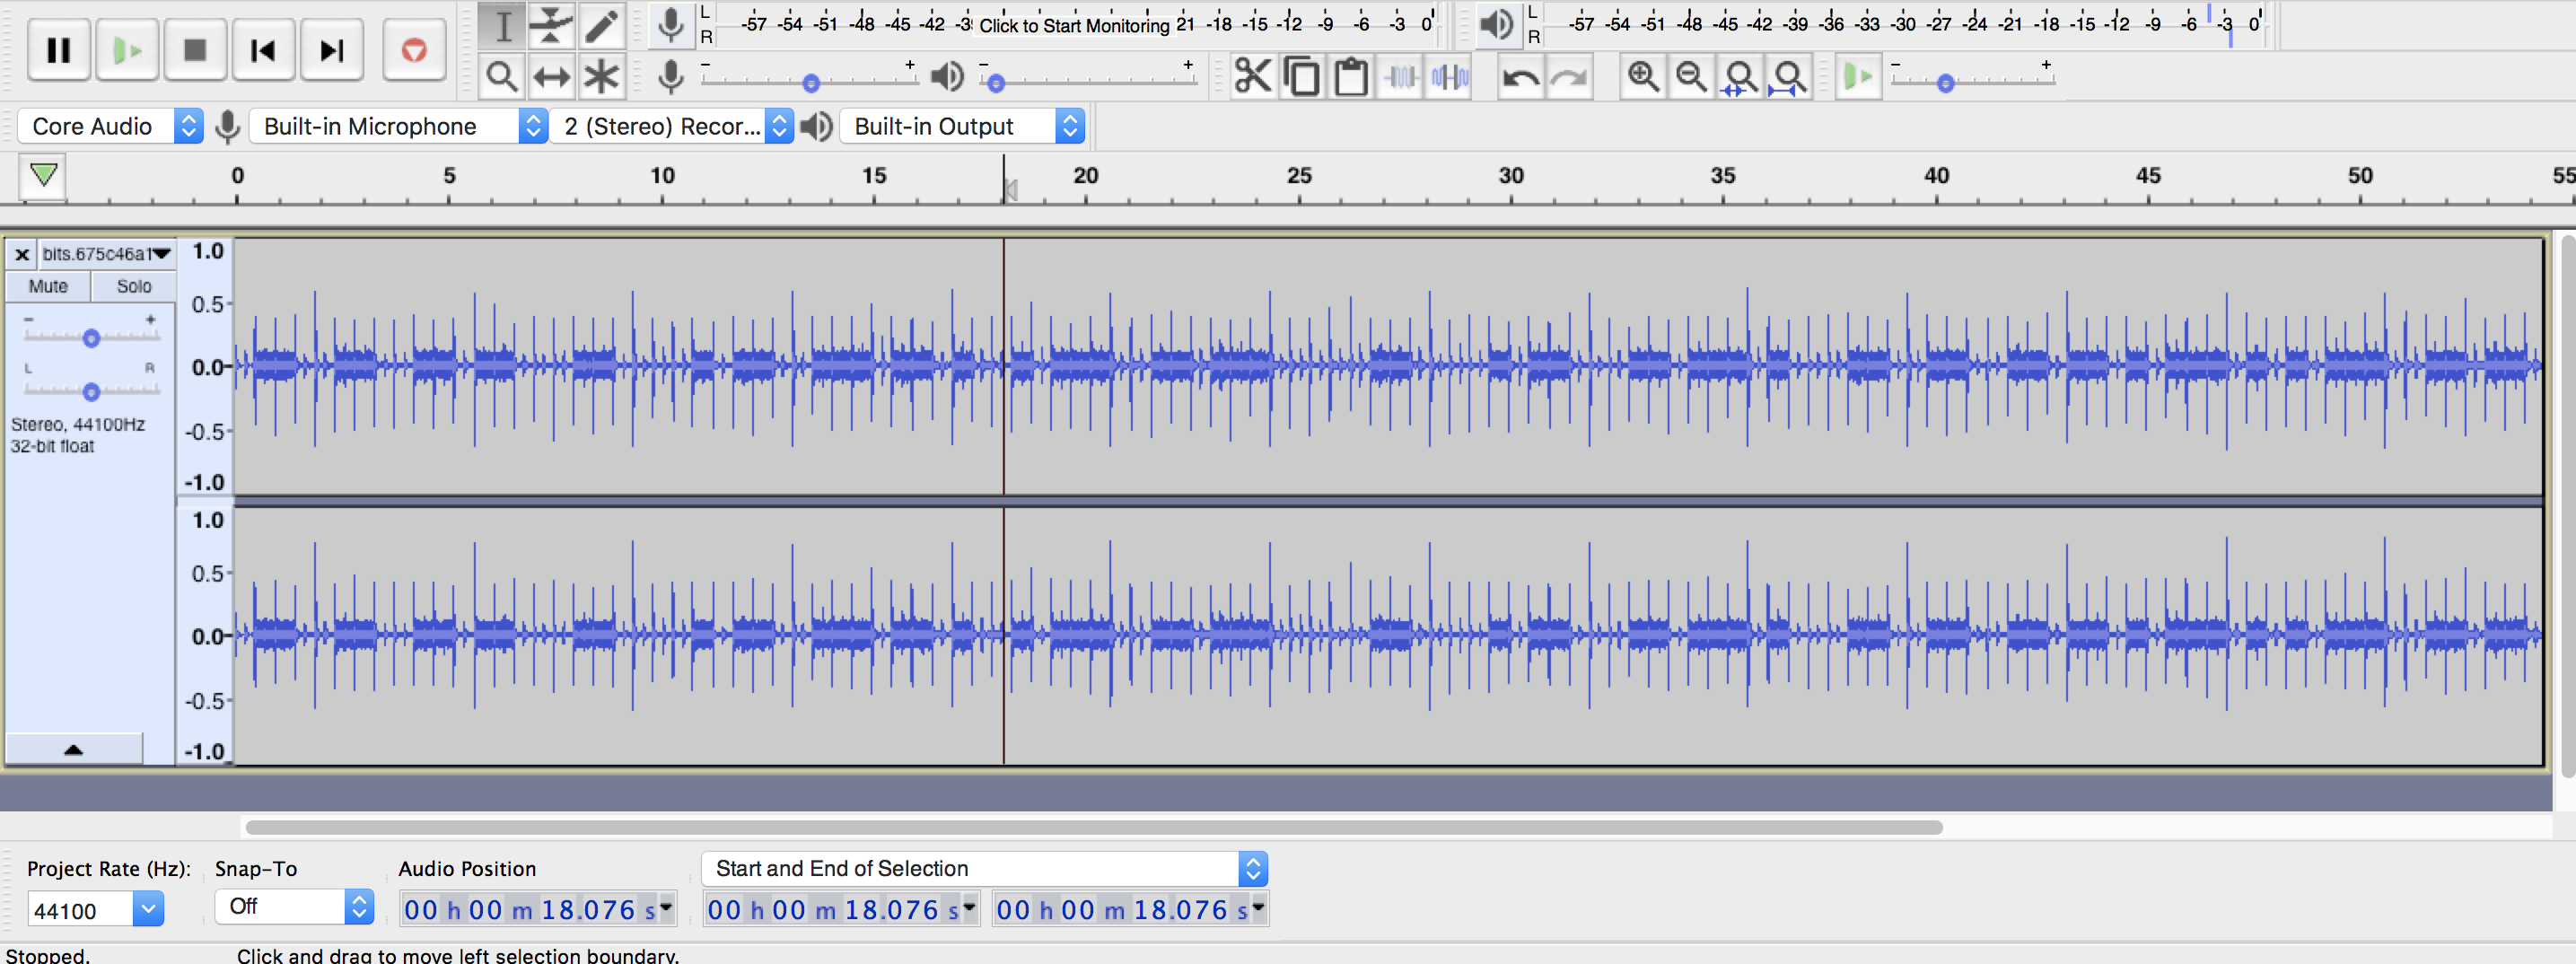 L -57 -54 -51 -48 -45 -42 Click to Start Monitoring 21 -18 -15 -12 -9 -6 -3 0
R
L -57 -54 -51 -48 -45 -42 -39 -36 -33 -30 -27 -24 -21 -18 -15 -12 -9 -6 -3 0
R
- + - + - +
Core Audio Built-in Microphone 2 (Stereo) Recor... Built-in Output
0 5 10 15 20 25 30 35 40 45 50 55
x bits.675c46a1
Mute Solo
- +
L R
Stereo, 44100Hz
32-bit float
1.0
0.5
0.0
-0.5
-1.0
1.0
0.5
0.0
-0.5
-1.0
Project Rate (Hz): Snap-To Audio Position Start and End of Selection
44100 Off 00 h 00 m 18.076 s 00 h 00 m 18.076 s 00 h 00 m 18.076 s
Stopped. Click and drag to move left selection boundary.